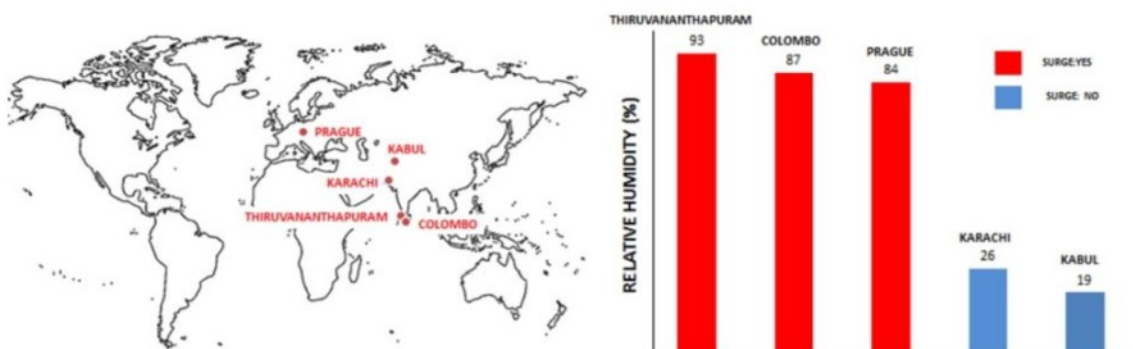 PRAGUE
KABUL
KARACHI
THIRUVANANTHAPURAM
COLOMBO
THIRUVANANTHAPURAM
93
COLOMBO
87
PRAGUE
84
KARACHI
26
KABUL
19
SURGE:YES
SURGE: NO
RELATIVE HUMIDITY (%)